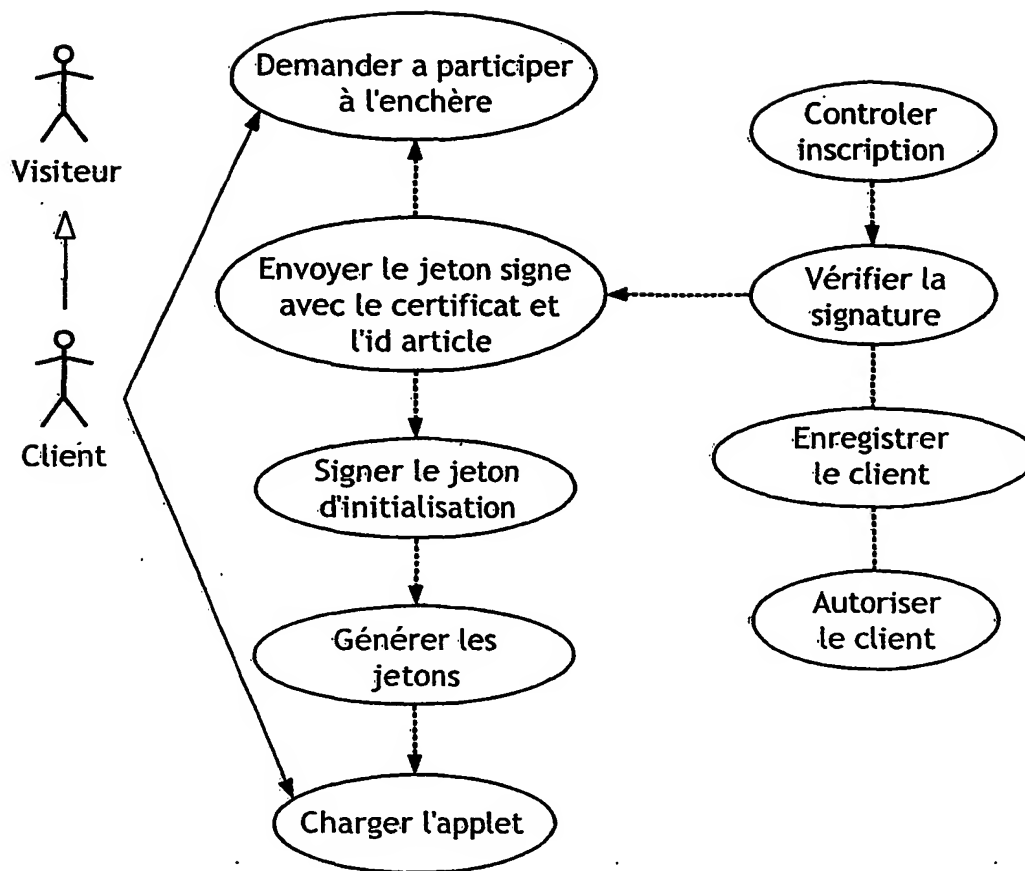 Visiteur
Client
Demander a participer
à l'enchère
Envoyer le jeton signe
avec le certificat et
l'id article
Signer le jeton
d'initialisation
Générer les
jetons
Charger l'applet
Controler
inscription
Vérifier la
signature
Enregistrer
le client
Autoriser
le client